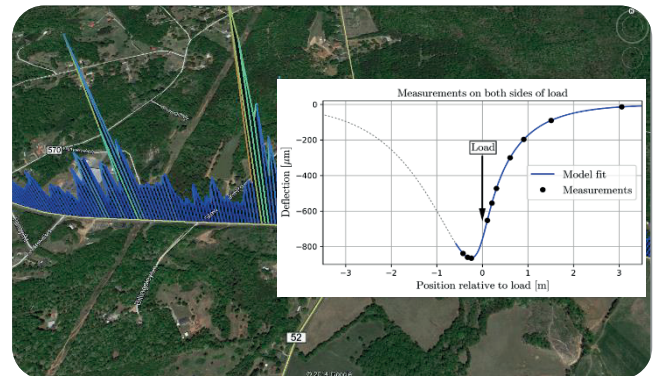 570
52
Measurements on both sides of load
Deflection [μm]
0
−200
−400
−600
−800
Load
Model fit
Measurements
−3
−2
−1
0
1
2
3
Position relative to load [m]